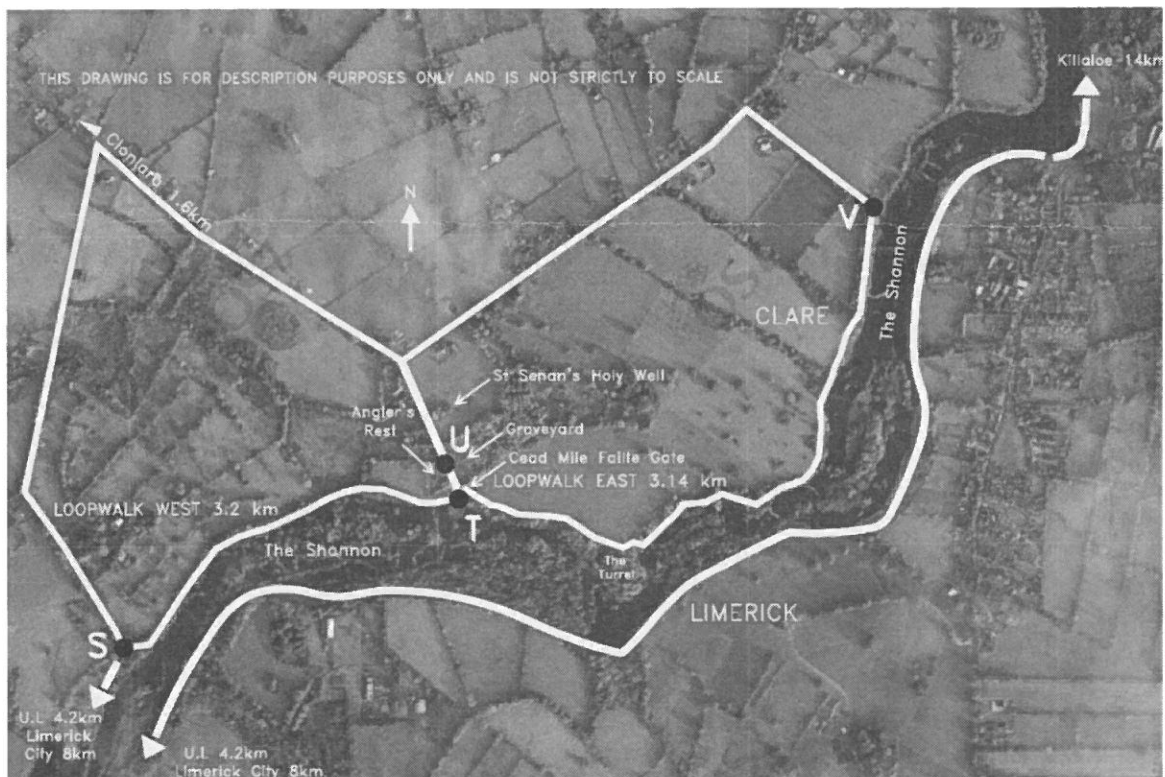 THIS DRAWING IS FOR DESCRIPTION PURPOSES ONLY AND IS NOT STRICTLY TO SCALE
Killaloe 14km
Clonlara 1.6km
N
V
The Shannon
CLARE
St Senan's Holy Well
Angler's
Rest
U
Graveyard
Cead Mile Failte Gate
LOOPWALK EAST 3.14 km
LOOPWALK WEST 3.2 km
T
The Shannon
The
Turret
LIMERICK
S
U.L 4.2km
Limerick
City 8km
U.L 4.2km
Limerick City 8km